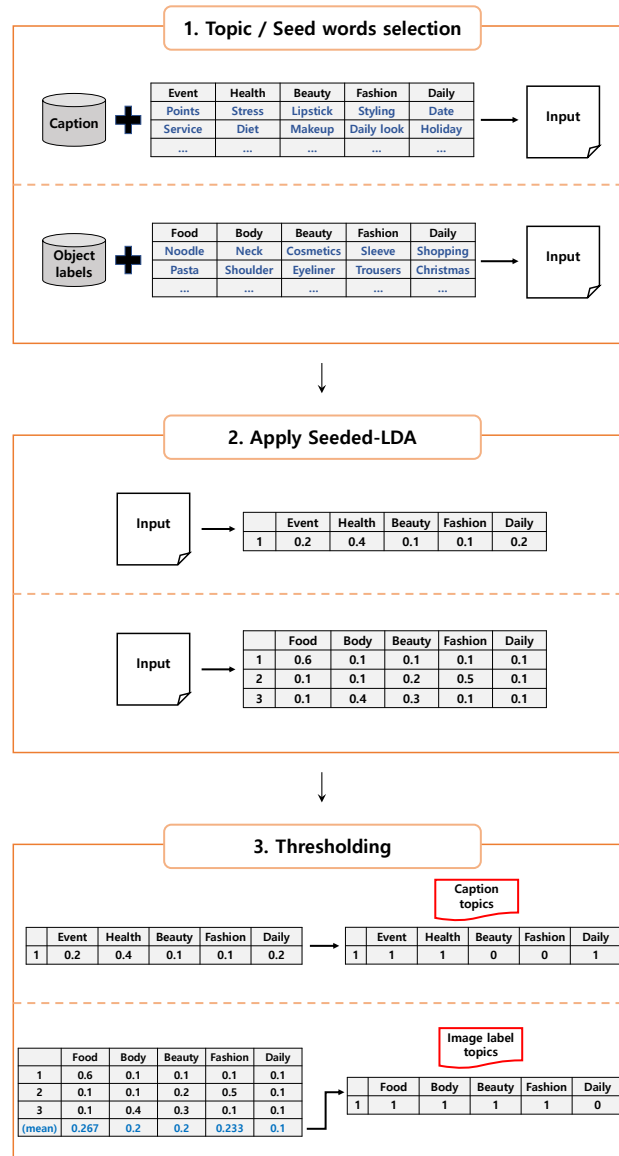 1. Topic / Seed words selection
Caption
Event Health Beauty Fashion Daily
Points Stress Lipstick Styling Date
Service Diet Makeup Daily look Holiday
... ... ... ... ...
Input
Object
labels
Food Body Beauty Fashion Daily
Noodle Neck Cosmetics Sleeve Shopping
Pasta Shoulder Eyeliner Trousers Christmas
... ... ... ... ...
Input
2. Apply Seeded-LDA
Input
Event Health Beauty Fashion Daily
1 0.2 0.4 0.1 0.1 0.2
Input
Food Body Beauty Fashion Daily
1 0.6 0.1 0.1 0.1 0.1
2 0.1 0.1 0.2 0.5 0.1
3 0.1 0.4 0.3 0.1 0.1
3. Thresholding
Event Health Beauty Fashion Daily
1 0.2 0.4 0.1 0.1 0.2
Caption
topics
Event Health Beauty Fashion Daily
1 1 1 0 0 1
Food Body Beauty Fashion Daily
1 0.6 0.1 0.1 0.1 0.1
2 0.1 0.1 0.2 0.5 0.1
3 0.1 0.4 0.3 0.1 0.1
(mean) 0.267 0.2 0.2 0.233 0.1
Image label
topics
Food Body Beauty Fashion Daily
1 1 1 1 1 0